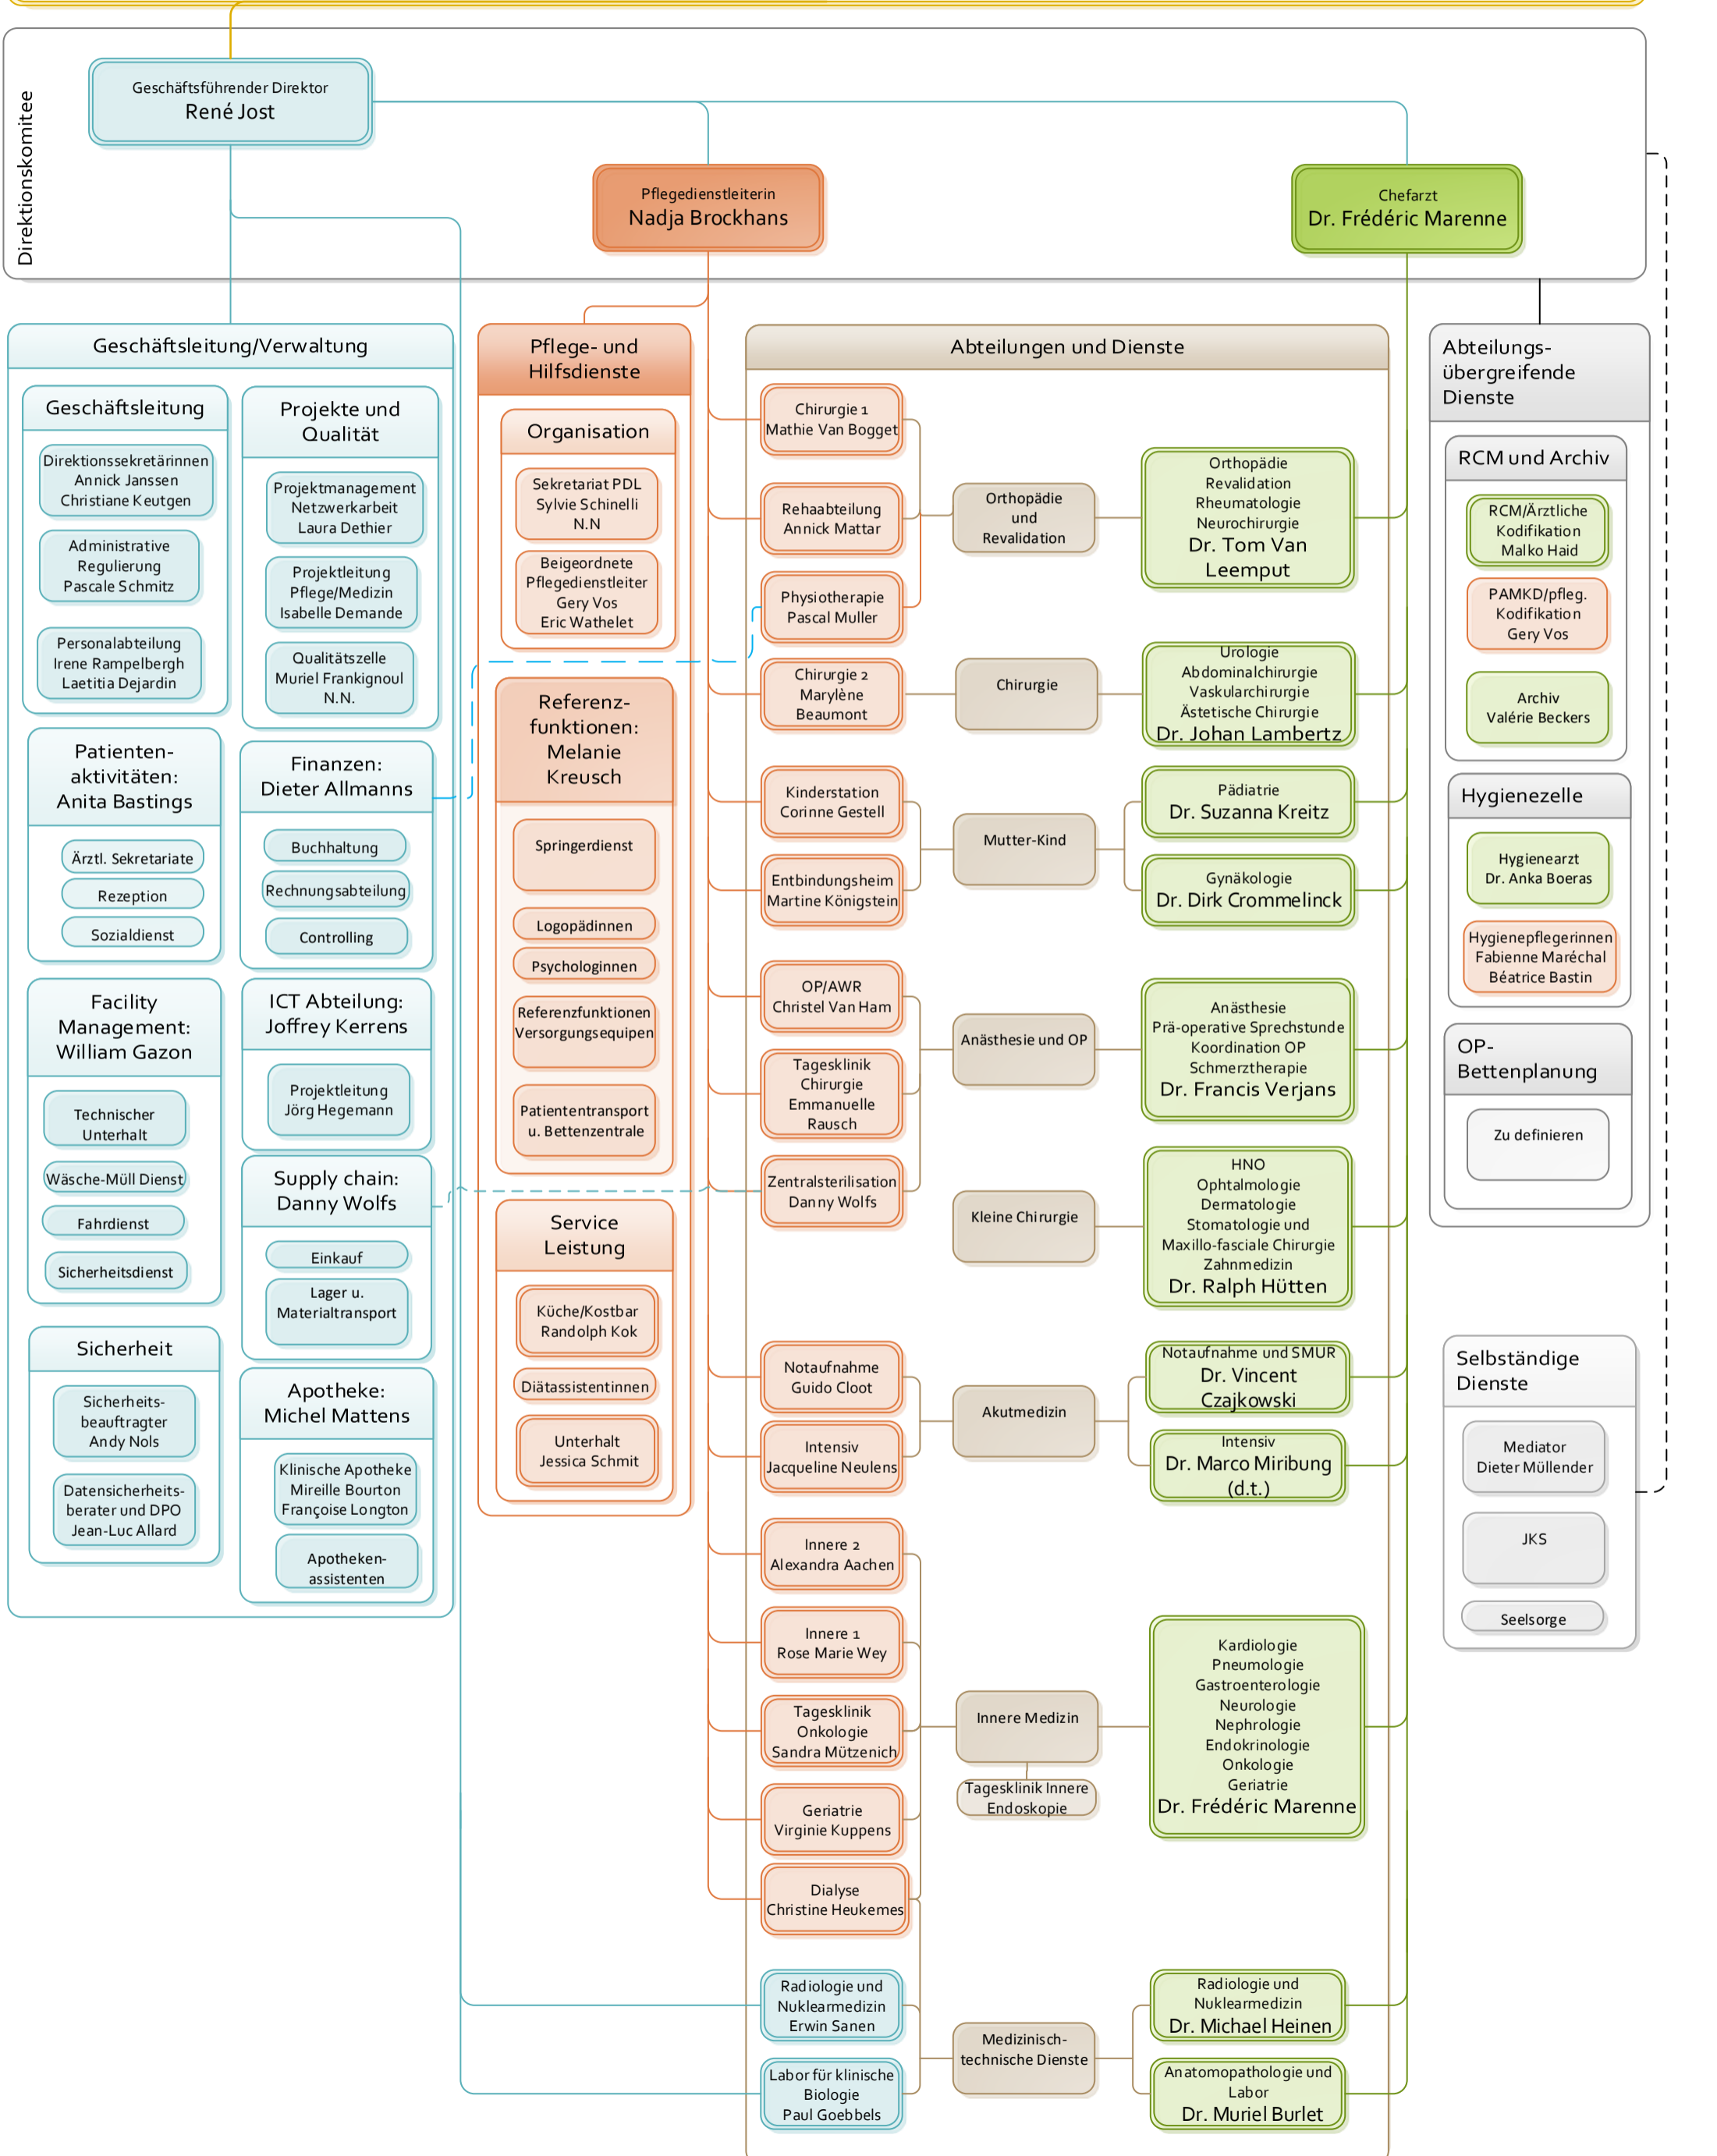 Direktionskomitee
Geschäftsführender Direktor
René Jost
Pflegedienstleiterin
Nadja Brockhans
Chefarzt
Dr. Frédéric Marenne
Geschäftsleitung/Verwaltung
Geschäftsleitung
Direktionssekretärinnen
Annick Janssen
Christiane Keutgen
Administrative
Regulierung
Pascale Schmitz
Personalabteilung
Irene Rampelbergh
Laetitia Dejardin
Projekte und
Qualität
Projektmanagement
Netzwerkarbeit
Laura Dethier
Projektleitung
Pflege/Medizin
Isabelle Demande
Qualitätszelle
Muriel Frankignoul
N.N.
Patienten-
aktivitäten:
Anita Bastings
Ärztl. Sekretariate
Rezeption
Sozialdienst
Finanzen:
Dieter Allmanns
Buchhaltung
Rechnungsabteilung
Controlling
Facility
Management:
William Gazon
Technischer
Unterhalt
Wäsche-Müll Dienst
Fahrdienst
Sicherheitsdienst
ICT Abteilung:
Joffrey Kerrens
Projektleitung
Jörg Hegemann
Supply chain:
Danny Wolfs
Einkauf
Lager u.
Materialtransport
Sicherheit
Sicherheits-
beauftragter
Andy Nols
Datensicherheits-
berater und DPO
Jean-Luc Allard
Apotheke:
Michel Mattens
Klinische Apotheke
Mireille Bourton
Françoise Longton
Apotheken-
assistenten
Pflege- und
Hilfsdienste
Organisation
Sekretariat PDL
Sylvie Schinelli
N.N
Beigeordnete
Pflegedienstleiter
Gery Vos
Eric Wathelet
Referenz-
funktionen:
Melanie
Kreusch
Springerdienst
Logopädinnen
Psychologinnen
Referenzfunktionen
Versorgungsequipen
Patiententransport
u. Bettenzentrale
Service
Leistung
Küche/Kostbar
Randolph Kok
Diätassistentinnen
Unterhalt
Jessica Schmit
Abteilungen und Dienste
Chirurgie 1
Mathie Van Bogget
Rehaabteilung
Annick Mattar
Physiotherapie
Pascal Muller
Orthopädie
und
Revalidation
Orthopädie
Revalidation
Rheumatologie
Neurochirurgie
Dr. Tom Van
Leemput
Chirurgie 2
Marylène
Beaumont
Chirurgie
Urologie
Abdominalchirurgie
Vaskularchirurgie
Ästetische Chirurgie
Dr. Johan Lambertz
Kinderstation
Corinne Gestell
Entbindungsheim
Martine Königstein
Mutter-Kind
Pädiatrie
Dr. Suzanna Kreitz
Gynäkologie
Dr. Dirk Crommelinck
OP/AWR
Christel Van Ham
Tagesklinik
Chirurgie
Emmanuelle
Rausch
Zentralsterilisation
Danny Wolfs
Anästhesie und OP
Anästhesie
Prä-operative Sprechstunde
Koordination OP
Schmerztherapie
Dr. Francis Verjans
Kleine Chirurgie
HNO
Ophtalmologie
Dermatologie
Stomatologie und
Maxillo-fasciale Chirurgie
Zahnmedizin
Dr. Ralph Hütten
Notaufnahme
Guido Cloot
Intensiv
Jacqueline Neulens
Akutmedizin
Notaufnahme und SMUR
Dr. Vincent
Czajkowski
Intensiv
Dr. Marco Miribung
(d.t.)
Innere 2
Alexandra Aachen
Innere 1
Rose Marie Wey
Tagesklinik
Onkologie
Sandra Mützenich
Geriatrie
Virginie Kuppens
Dialyse
Christine Heukemes
Innere Medizin
Tagesklinik Innere
Endoskopie
Kardiologie
Pneumologie
Gastroenterologie
Neurologie
Nephrologie
Endokrinologie
Onkologie
Geriatrie
Dr. Frédéric Marenne
Radiologie und
Nuklearmedizin
Erwin Sanen
Labor für klinische
Biologie
Paul Goebbels
Medizinisch-
technische Dienste
Radiologie und
Nuklearmedizin
Dr. Michael Heinen
Anatomopathologie und
Labor
Dr. Muriel Burlet
Abteilungs-
übergreifende
Dienste
RCM und Archiv
RCM/Ärztliche
Kodifikation
Malko Haid
PAMKD/pfleg.
Kodifikation
Gery Vos
Archiv
Valérie Beckers
Hygienezelle
Hygienearzt
Dr. Anka Boeras
Hygienepflegerinnen
Fabienne Maréchal
Béatrice Bastin
OP-
Bettenplanung
Zu definieren
Selbständige
Dienste
Mediator
Dieter Müllender
JKS
Seelsorge